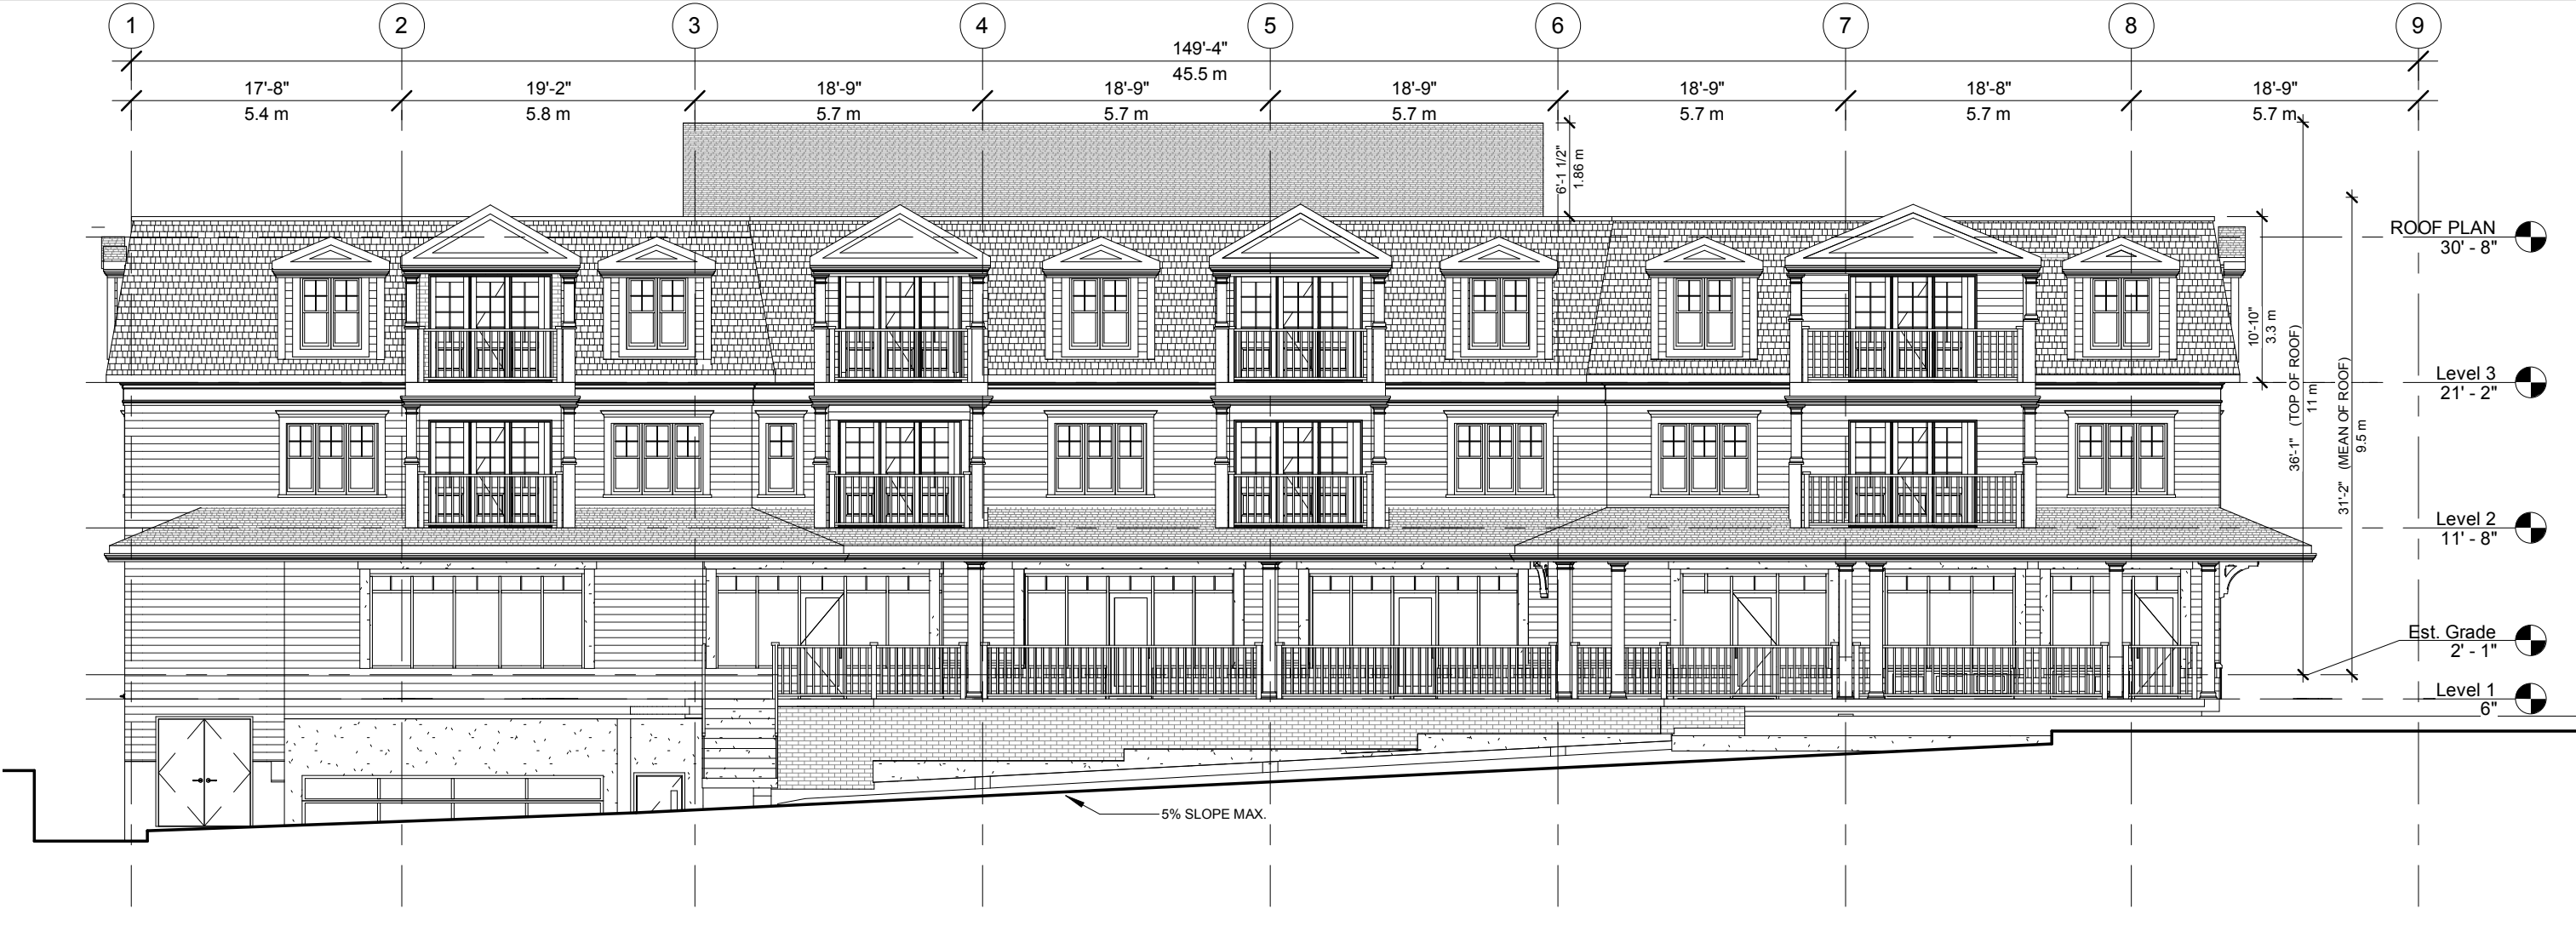 1 2 3 4 5 6 7 8 9
149'-4"
45.5 m
17'-8" 19'-2" 18'-9" 18'-9" 18'-9" 18'-9" 18'-8" 18'-9"
5.4 m 5.8 m 5.7 m 5.7 m 5.7 m 5.7 m 5.7 m 5.7 m
6'-1 1/2"
1.86 m
10'-10"
3.3 m
36'-1" (TOP OF ROOF)
11 m
31'-2" (MEAN OF ROOF)
9.5 m
ROOF PLAN
30' - 8"
Level 3
21' - 2"
Level 2
11' - 8"
Est. Grade
2' - 1"
Level 1
6"
5% SLOPE MAX.